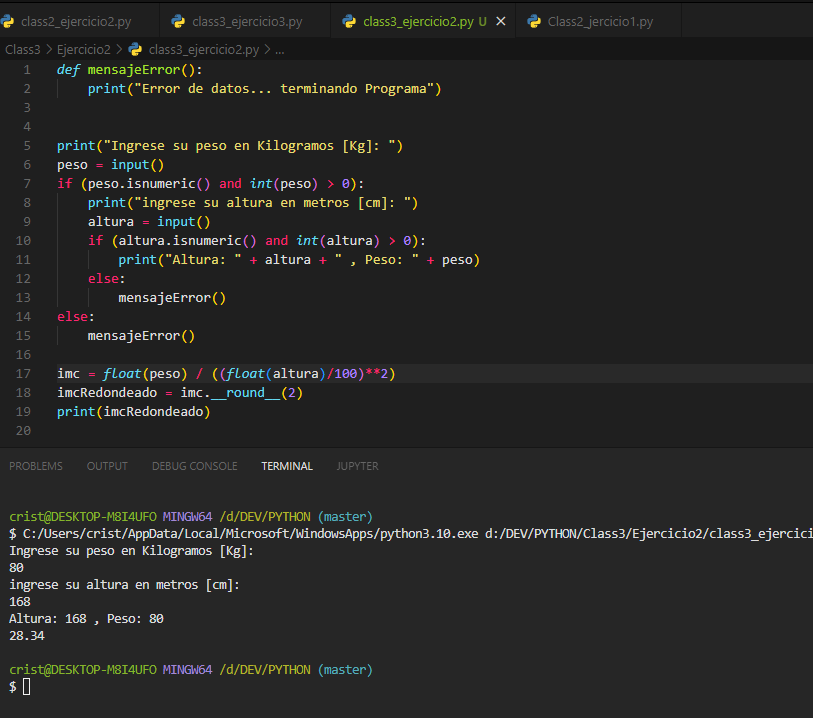 class2_ejercicio2.py class3_ejercicio3.py class3_ejercicio2.py U Class2_jercicio1.py
Class3 > Ejercicio2 > class3_ejercicio2.py > ...
1 def mensajeError():
2 print("Error de datos... terminando Programa")
3
4
5 print("Ingrese su peso en Kilogramos [Kg]: ")
6 peso = input()
7 if (peso.isnumeric() and int(peso) > 0):
8 print("ingrese su altura en metros [cm]: ")
9 altura = input()
10 if (altura.isnumeric() and int(altura) > 0):
11 print("Altura: " + altura + " , Peso: " + peso)
12 else:
13 mensajeError()
14 else:
15 mensajeError()
16
17 imc = float(peso) / ((float(altura)/100)**2)
18 imcRedondeado = imc.__round__(2)
19 print(imcRedondeado)
20
PROBLEMS OUTPUT DEBUG CONSOLE TERMINAL JUPYTER
crist@DESKTOP-M8I4UFO MINGW64 /d/DEV/PYTHON (master)
$ C:/Users/crist/AppData/Local/Microsoft/WindowsApps/python3.10.exe d:/DEV/PYTHON/Class3/Ejercicio2/class3_ejercici
Ingrese su peso en Kilogramos [Kg]:
80
ingrese su altura en metros [cm]:
168
Altura: 168 , Peso: 80
28.34
crist@DESKTOP-M8I4UFO MINGW64 /d/DEV/PYTHON (master)
$